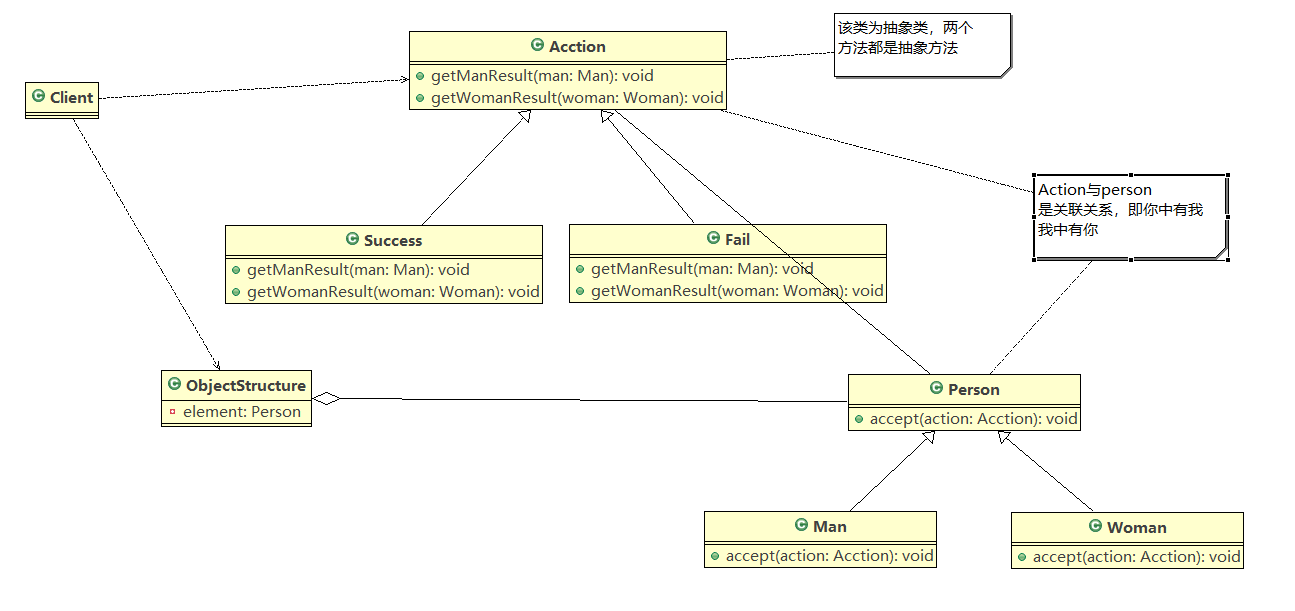 该类为抽象类，两个
方法都是抽象方法
Acction
getManResult(man: Man): void
getWomanResult(woman: Woman): void
Client
Action与person
是关联关系，即你中有我
我中有你
Success
getManResult(man: Man): void
getWomanResult(woman: Woman): void
Fail
getManResult(man: Man): void
getWomanResult(woman: Woman): void
ObjectStructure
element: Person
Person
accept(action: Acction): void
Man
accept(action: Acction): void
Woman
accept(action: Acction): void